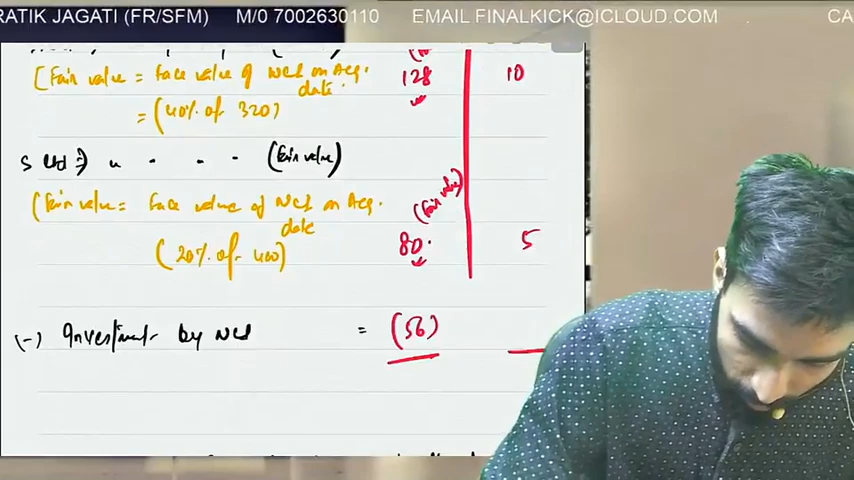 RATIK JAGATI (FR/SFM) M/0 7002630110 EMAIL FINALKICK@ICLOUD.COM CA
[Fair value = Face value of NCI on Acq. date. 128 10
= (40% of 320)
S Ltd ⇒ " . . . (Fair value)
(Fair value = Face value of NCI on Acq. date (Fair value)
(20% of 400) 80 5
(-) Investment by NCI = (56)